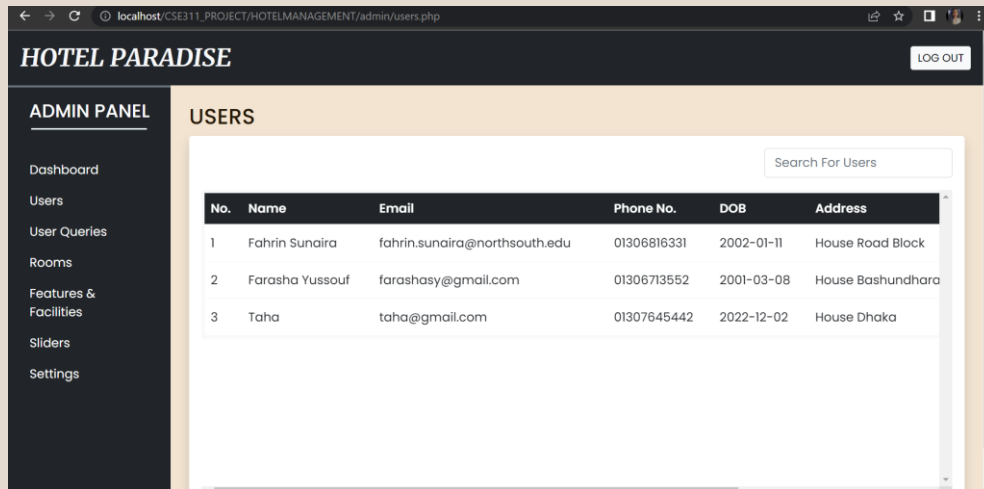 localhost/CSE311_PROJECT/HOTELMANAGEMENT/admin/users.php
HOTEL PARADISE
LOG OUT
ADMIN PANEL
Dashboard
Users
User Queries
Rooms
Features &
Facilities
Sliders
Settings
USERS
Search For Users
No. Name Email Phone No. DOB Address
1 Fahrin Sunaira fahrin.sunaira@northsouth.edu 01306816331 2002-01-11 House Road Block
2 Farasha Yussouf farashasy@gmail.com 01306713552 2001-03-08 House Bashundhara
3 Taha taha@gmail.com 01307645442 2022-12-02 House Dhaka